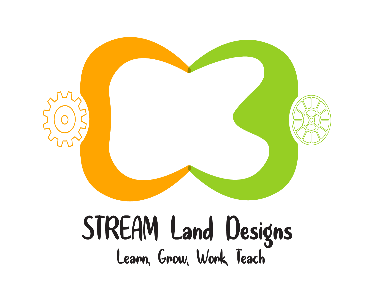 STREAM Land Designs
Learn, Grow, Work, Teach